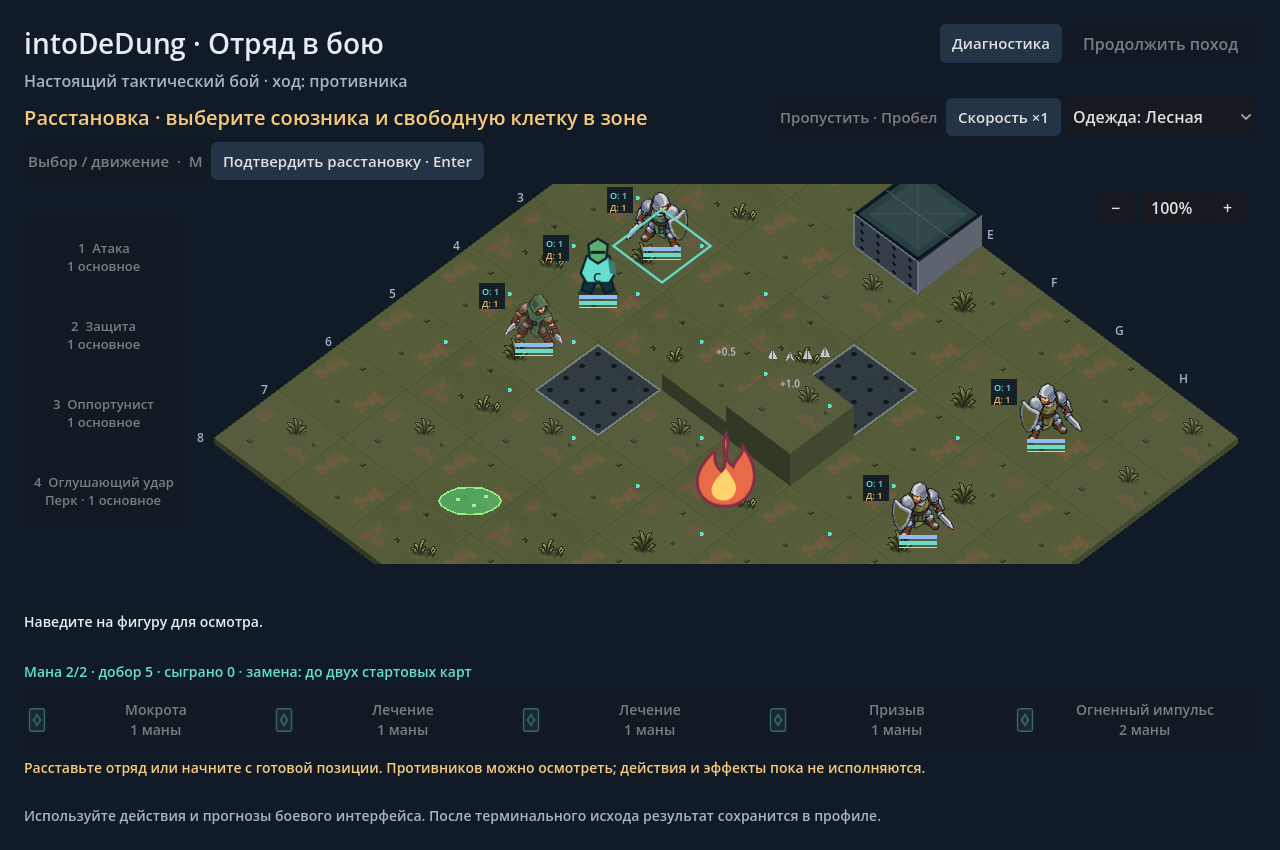 intoDeDung · Отряд в бою
Диагностика
Продолжить поход
Настоящий тактический бой · ход: противника
Расстановка · выберите союзника и свободную клетку в зоне
Пропустить · Пробел
Скорость ×1
Одежда: Лесная
Выбор / движение · M
Подтвердить расстановку · Enter
− 100% +
3
4
5
6
7
8
E
F
G
H
О: 1
Д: 1
О: 1
Д: 1
О: 1
Д: 1
О: 1
Д: 1
О: 1
Д: 1
С
+0.5
+1.0
1 Атака
1 основное
2 Защита
1 основное
3 Оппортунист
1 основное
4 Оглушающий удар
Перк · 1 основное
Наведите на фигуру для осмотра.
Мана 2/2 · добор 5 · сыграно 0 · замена: до двух стартовых карт
Мокрота
1 маны
Лечение
1 маны
Лечение
1 маны
Призыв
1 маны
Огненный импульс
2 маны
Расставьте отряд или начните с готовой позиции. Противников можно осмотреть; действия и эффекты пока не исполняются.
Используйте действия и прогнозы боевого интерфейса. После терминального исхода результат сохранится в профиле.